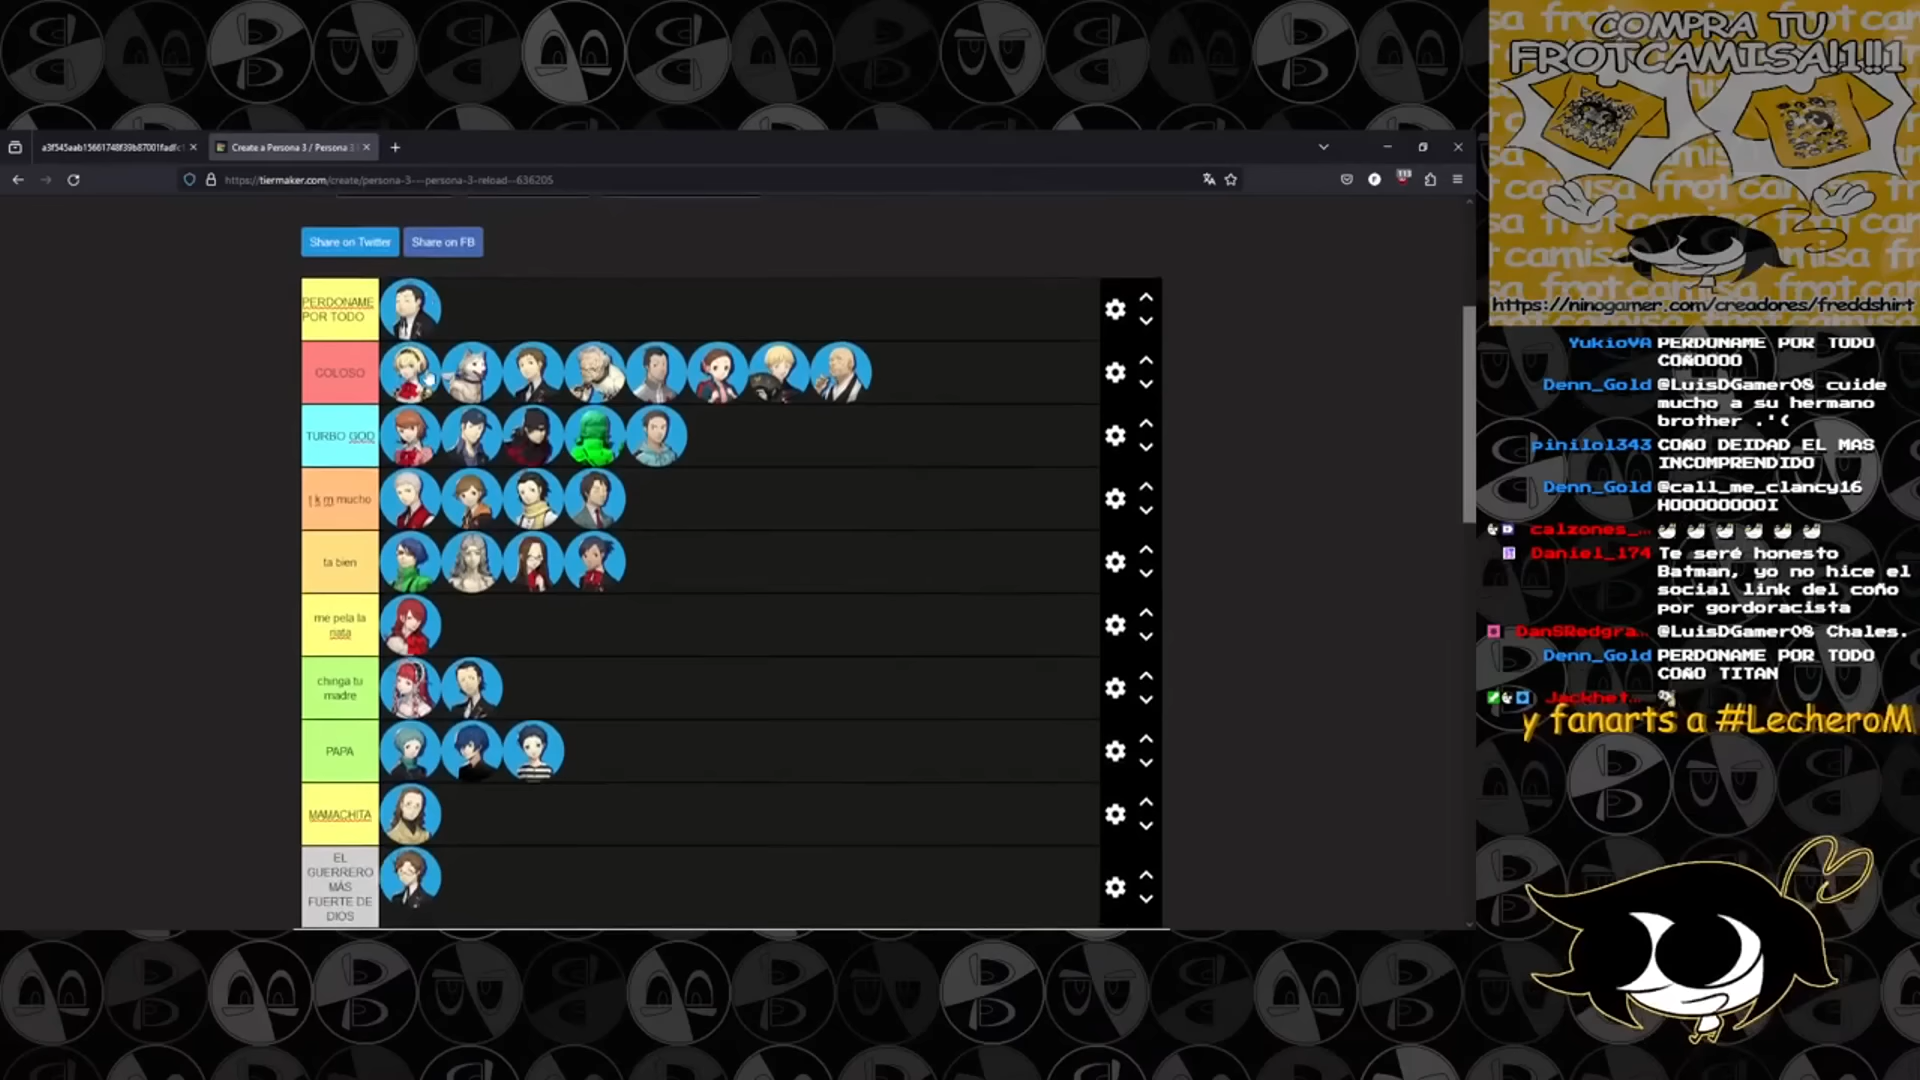 COMPRA TU
FROTCAMISA!1!!1
https://ninogamer.com/creadores/freddshirt
Create a Persona 3 / Persona 3
https://tiermaker.com/create/persona-3---persona-3-reload--636205
Share on Twitter
Share on FB
PERDONAME
POR TODO
COLOSO
TURBO GOD
t k m mucho
ta bien
me pela la
nata
chinga tu
madre
PAPA
MAMACHITA
EL
GUERRERO
MÁS
FUERTE DE
DIOS
YukioVA PERDONAME POR TODO
COÑOOOO
Denn_Gold @LuisDGamer08 cuide
mucho a su hermano
brother .'(
pinilol343 COÑO DEIDAD EL MAS
INCOMPRENDIDO
Denn_Gold @call_me_clancy16
HOOOOOOOOI
calzones_…
Daniel_174 Te seré honesto
Batman, yo no hice el
social link del coño
por gordoracista
DanSRedgra… @LuisDGamer08 Chales.
Denn_Gold PERDONAME POR TODO
COÑO TITAN
Jackhet…
y fanarts a #LecheroM